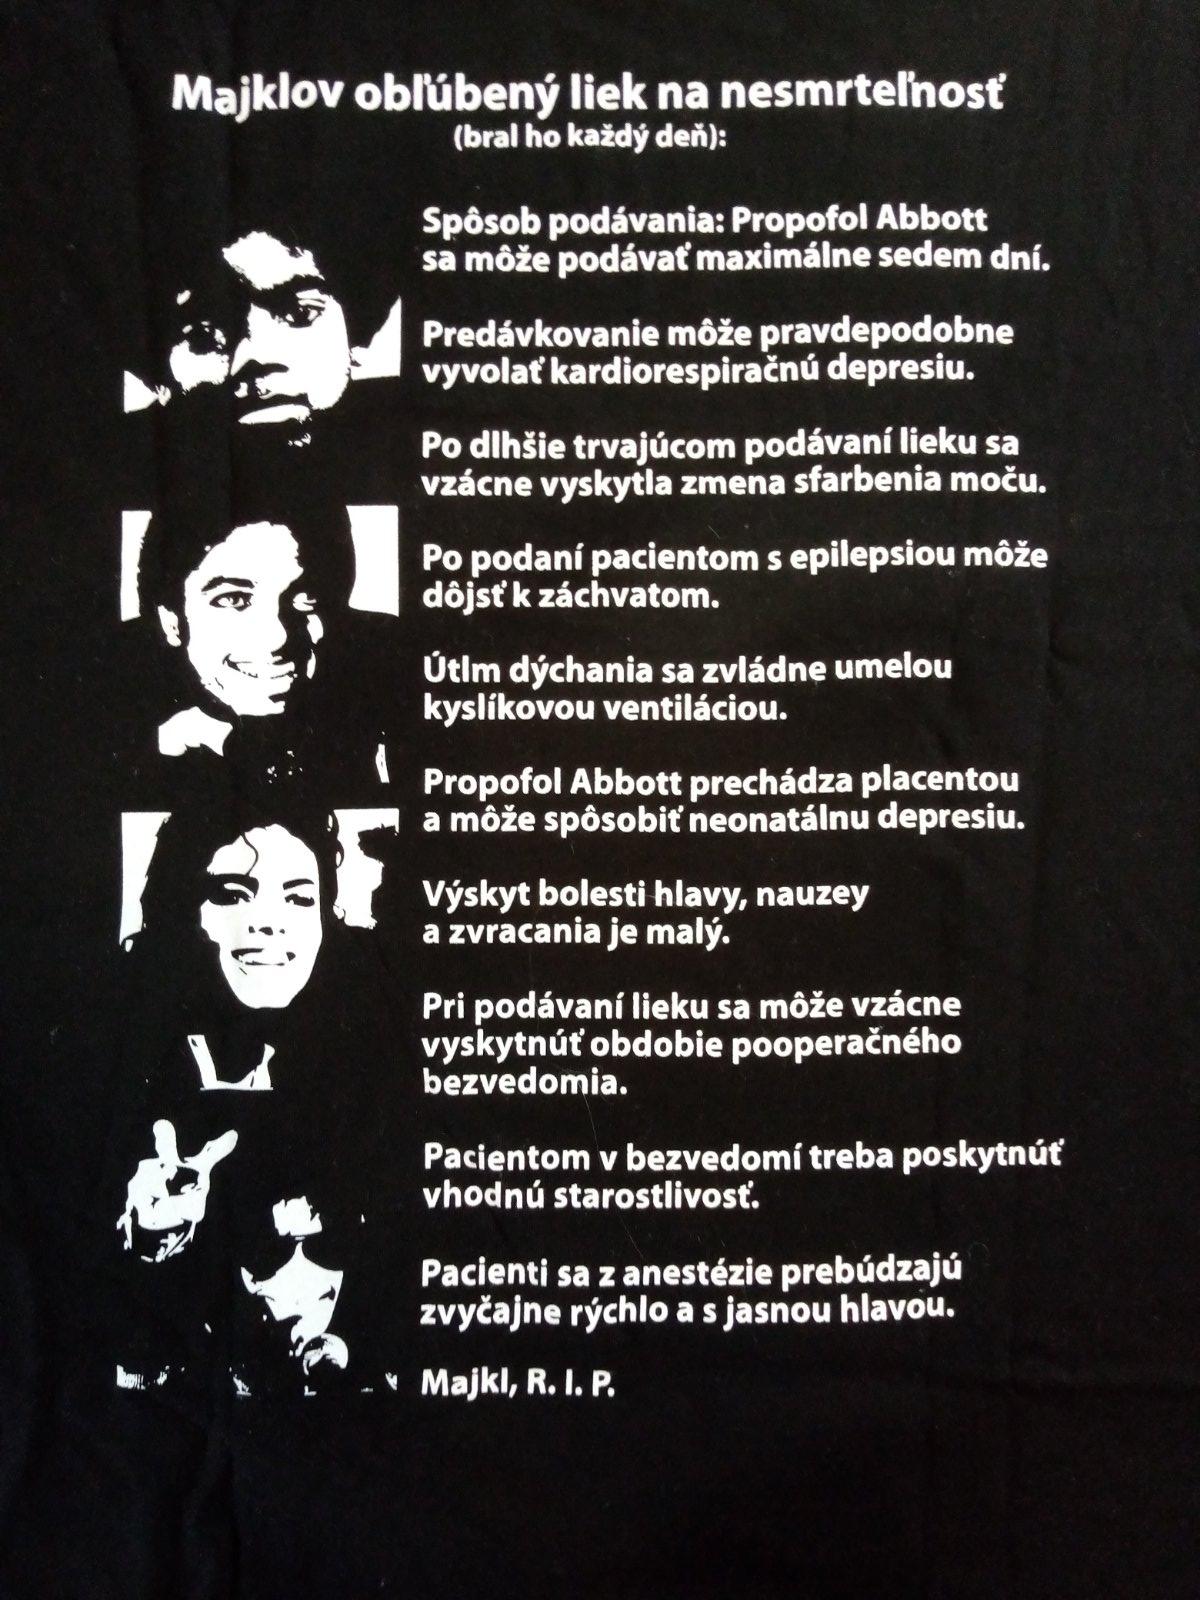 Majklov obľúbený liek na nesmrteľnosť
(bral ho každý deň):
Spôsob podávania: Propofol Abbott
sa môže podávať maximálne sedem dní.
Predávkovanie môže pravdepodobne
vyvolať kardiorespiračnú depresiu.
Po dlhšie trvajúcom podávaní lieku sa
vzácne vyskytla zmena sfarbenia moču.
Po podaní pacientom s epilepsiou môže
dôjsť k záchvatom.
Útlm dýchania sa zvládne umelou
kyslíkovou ventiláciou.
Propofol Abbott prechádza placentou
a môže spôsobiť neonatálnu depresiu.
Výskyt bolesti hlavy, nauzey
a zvracania je malý.
Pri podávaní lieku sa môže vzácne
vyskytnúť obdobie pooperačného
bezvedomia.
Pacientom v bezvedomí treba poskytnúť
vhodnú starostlivosť.
Pacienti sa z anestézie prebúdzajú
zvyčajne rýchlo a s jasnou hlavou.
Majkl, R. I. P.